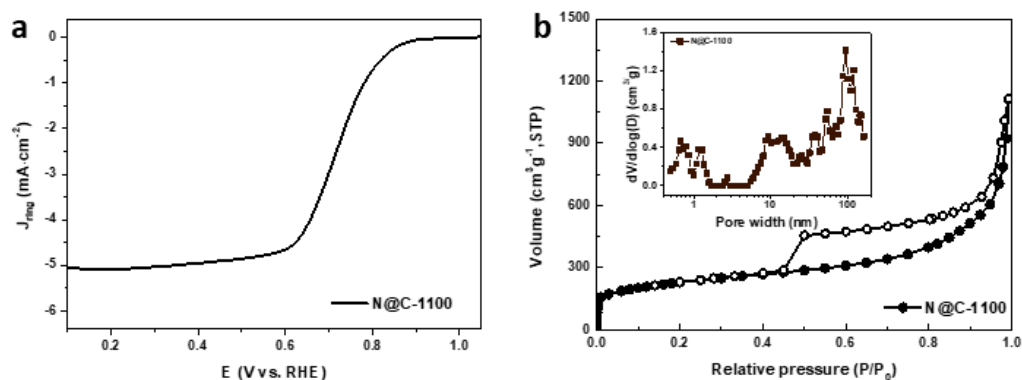 a
0
-1
-2
-3
-4
-5
-6
J_ring (mA·cm⁻²)
N@C-1100
0.2 0.4 0.6 0.8 1.0
E (V vs. RHE)
b
1500
1200
900
600
300
0
Volume (cm³g⁻¹, STP)
N@C-1100
1.6
1.2
0.8
0.4
0.0
dV/dlog(D) (cm³/g)
1 10 100
Pore width (nm)
N@C-1100
0.0 0.2 0.4 0.6 0.8 1.0
Relative pressure (P/P₀)